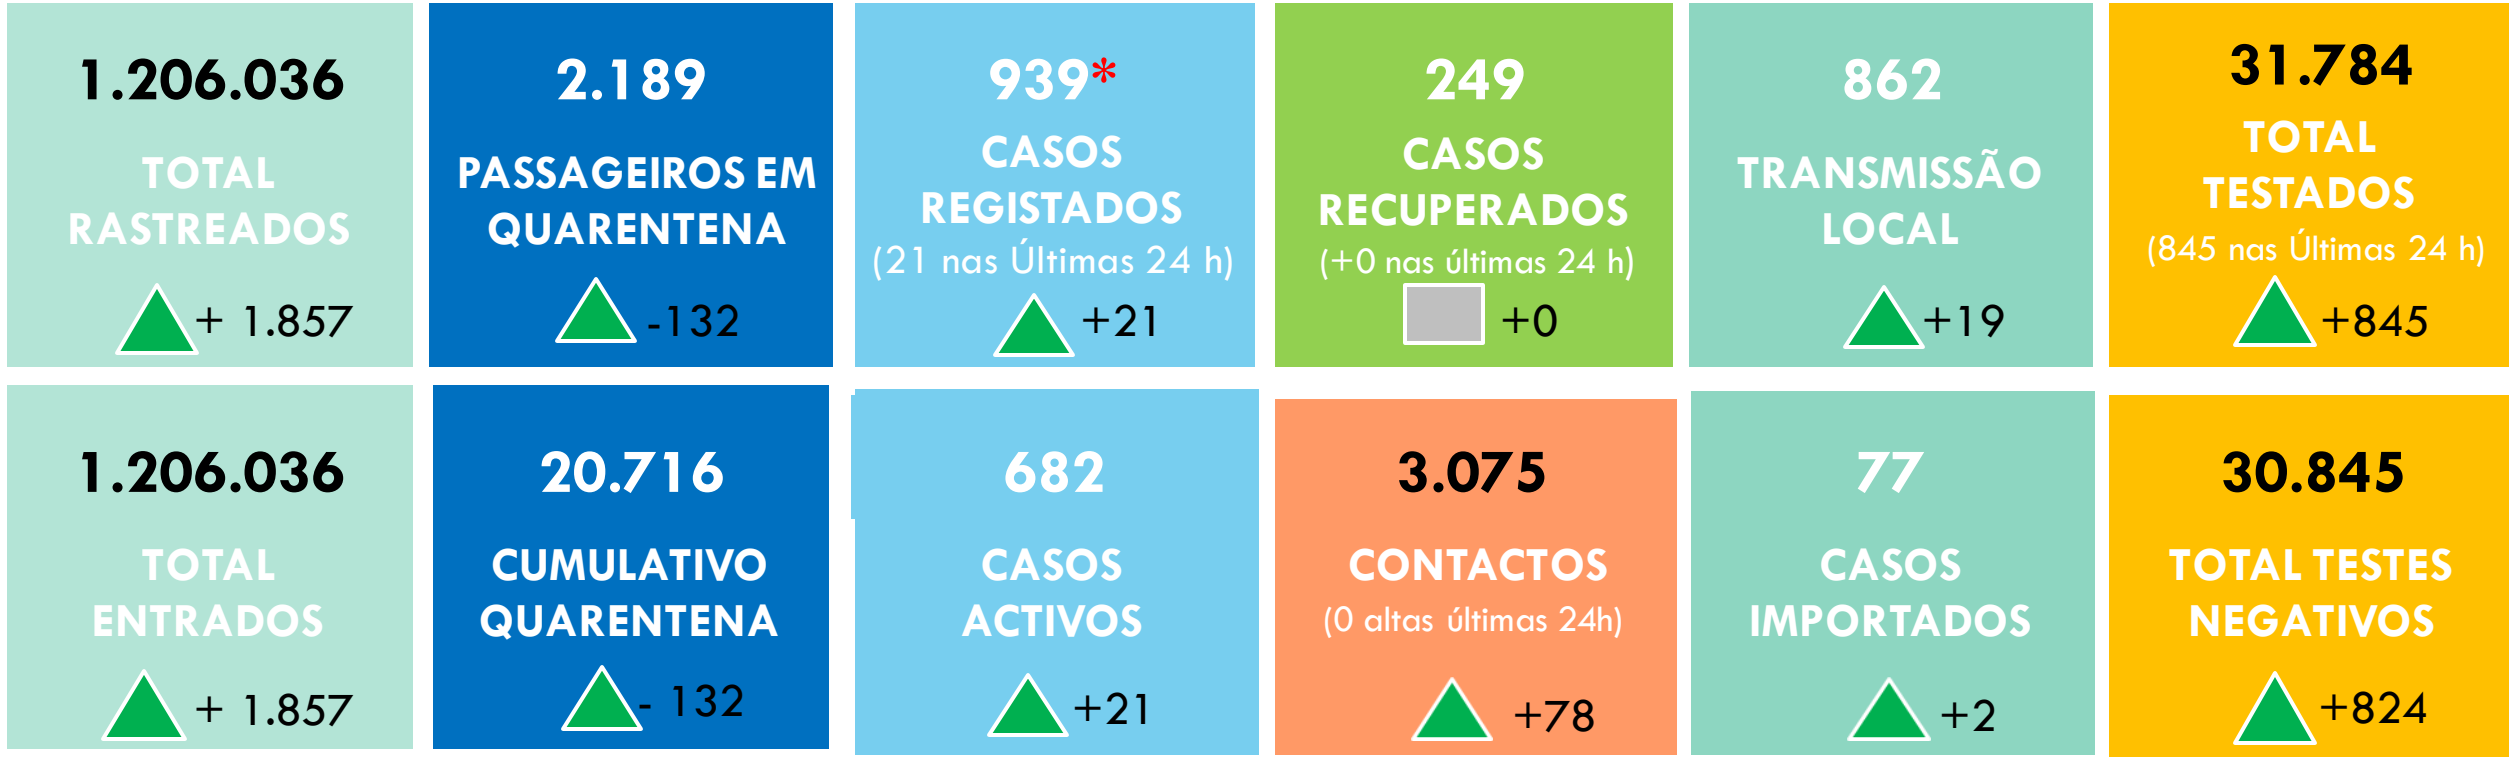 1.206.036
TOTAL
RASTREADOS
+ 1.857
2.189
PASSAGEIROS EM
QUARENTENA
-132
939*
CASOS
REGISTADOS
(21 nas Últimas 24 h)
+21
249
CASOS
RECUPERADOS
(+0 nas últimas 24 h)
+0
862
TRANSMISSÃO
LOCAL
+19
31.784
TOTAL
TESTADOS
(845 nas Últimas 24 h)
+845
1.206.036
TOTAL
ENTRADOS
+ 1.857
20.716
CUMULATIVO
QUARENTENA
- 132
682
CASOS
ACTIVOS
+21
3.075
CONTACTOS
(0 altas últimas 24h)
+78
77
CASOS
IMPORTADOS
+2
30.845
TOTAL TESTES
NEGATIVOS
+824